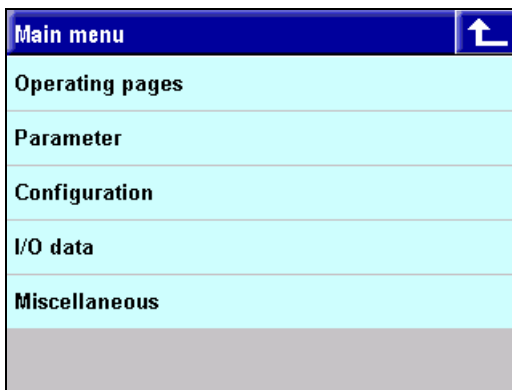 Main menu
Operating pages
Parameter
Configuration
I/O data
Miscellaneous